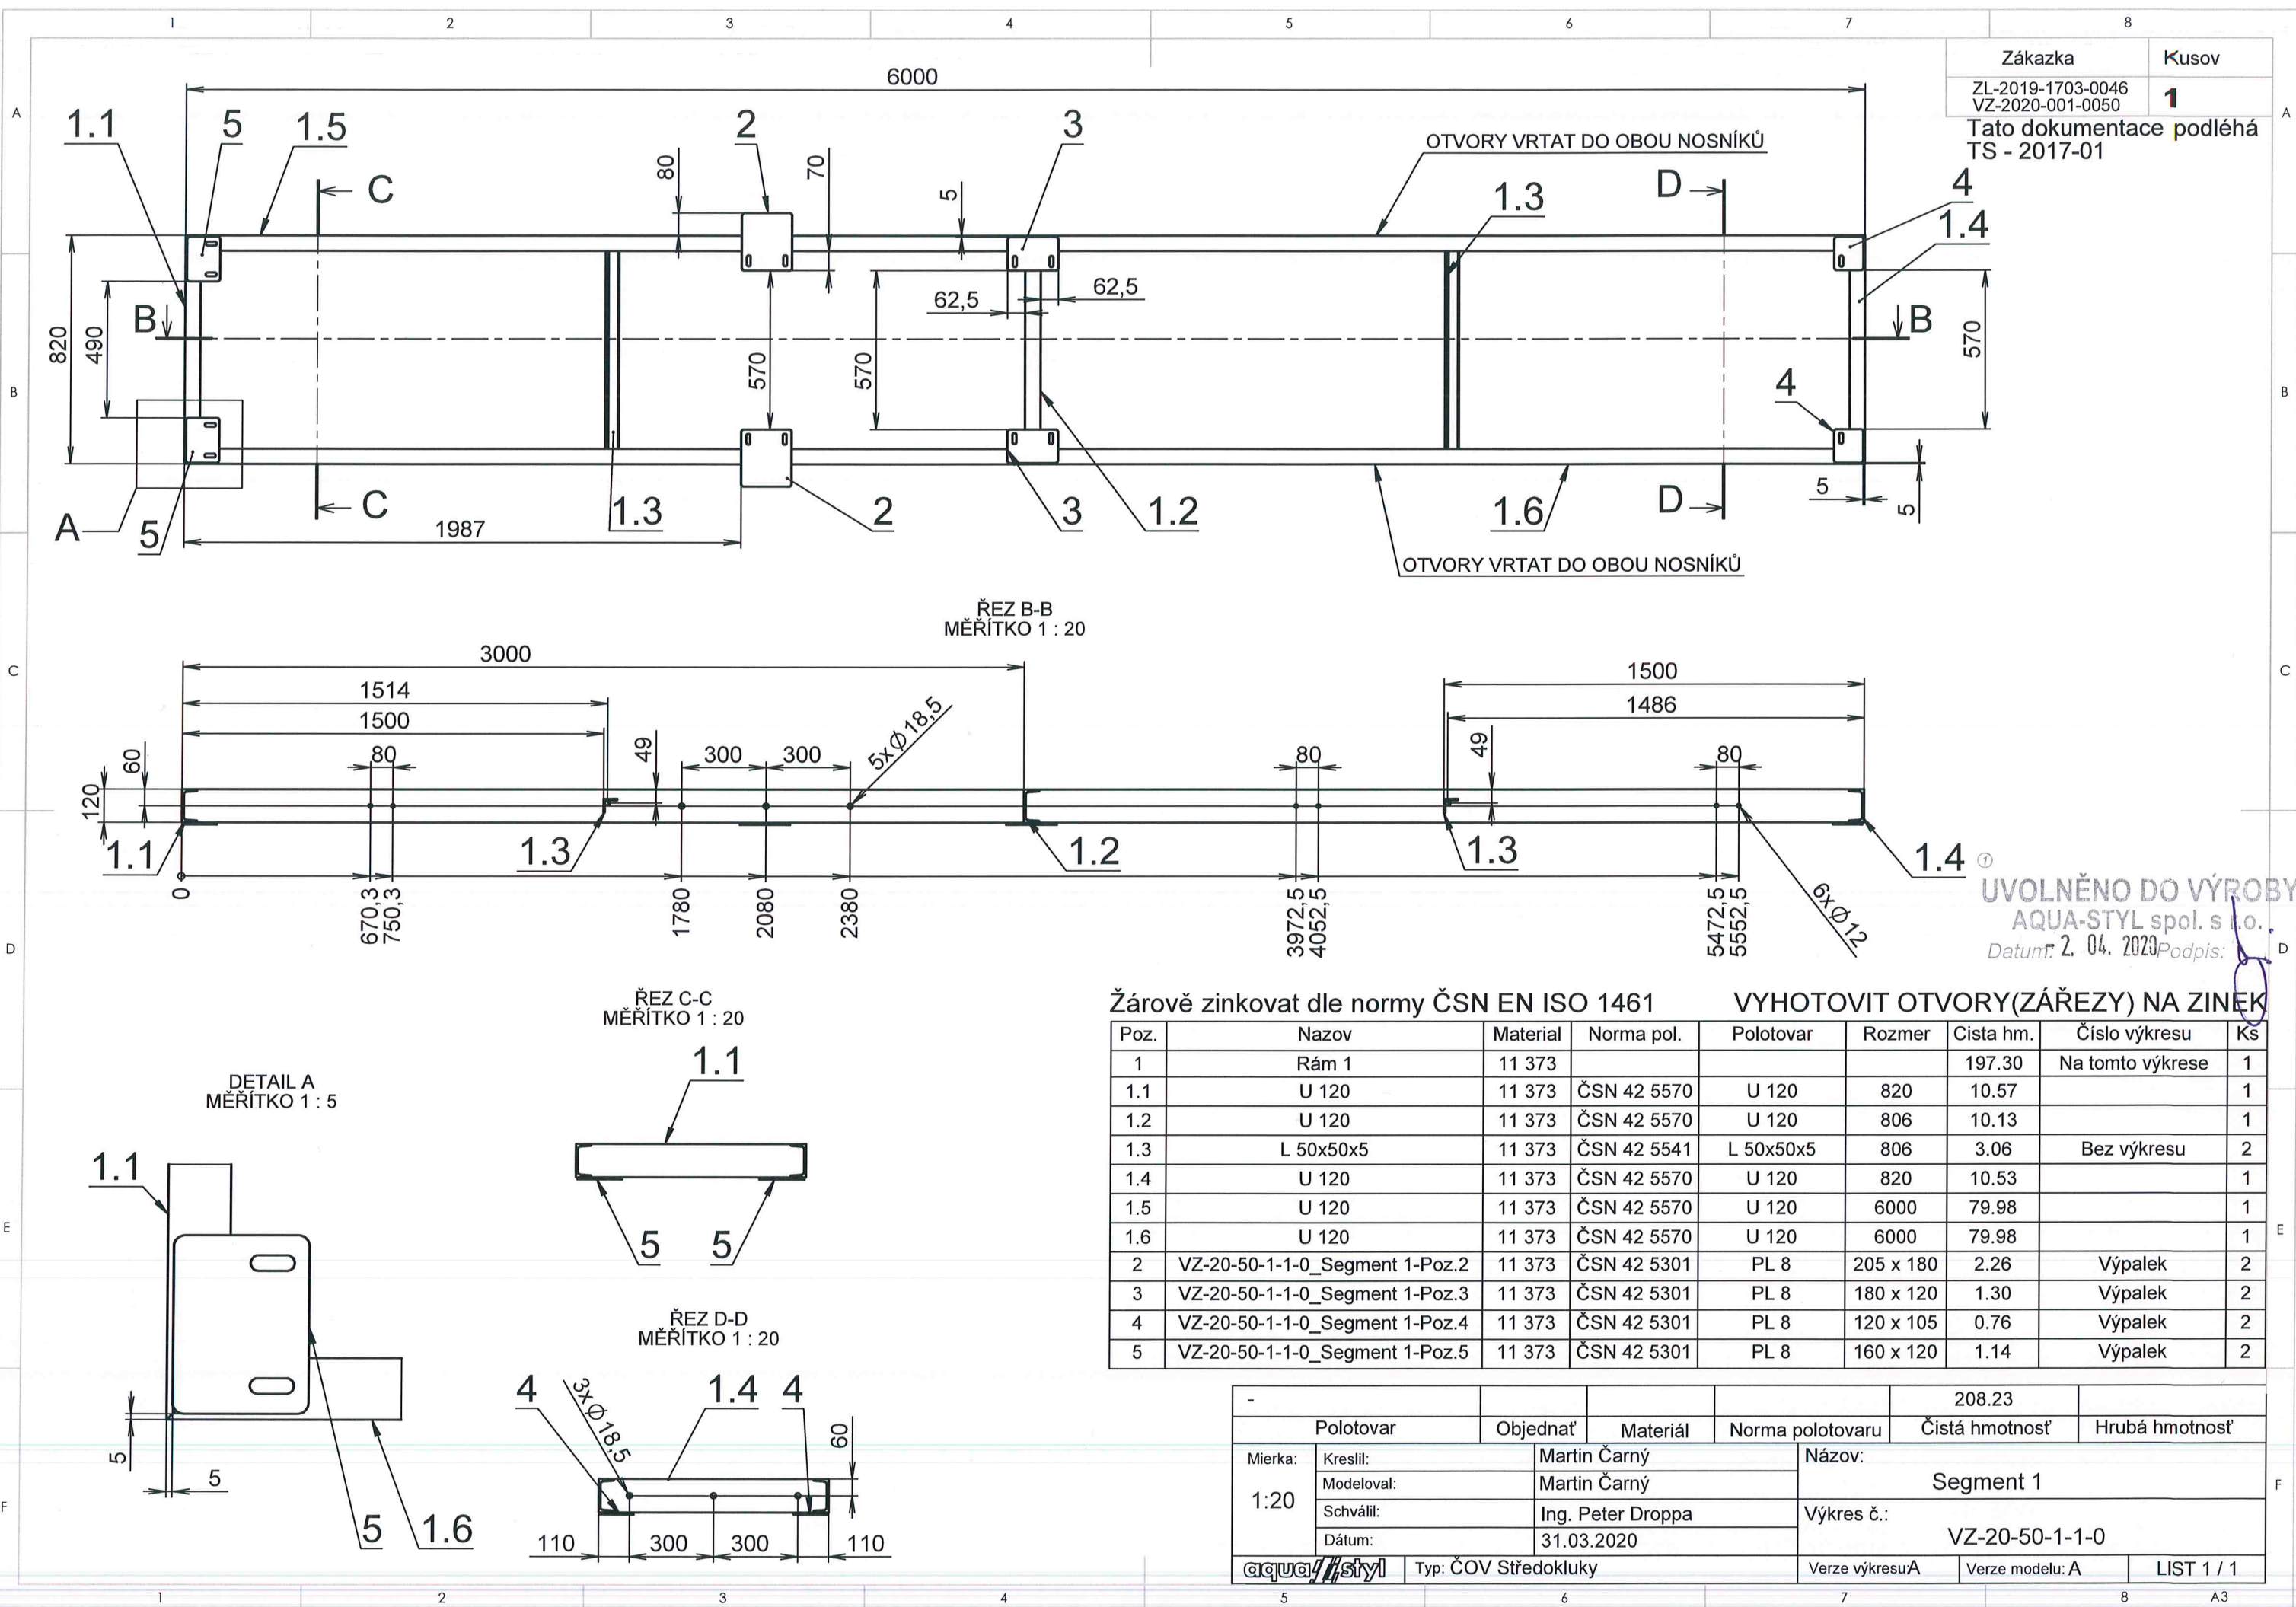 1 2 3 4 5 6 7 8
A
B
C
D
E
F
A
B
C
D
E
F
Zákazka Kusov
ZL-2019-1703-0046
VZ-2020-001-0050
1
Tato dokumentace podléhá
TS - 2017-01
6000
1.1 5 1.5 2 3
C
80
70
5
OTVORY VRTAT DO OBOU NOSNÍKŮ
1.3
D
4
1.4
B
820
490
570
570
62,5
62,5
B
570
4
5
5
A
5
C
1987
1.3
2
3
1.2
1.6
D
OTVORY VRTAT DO OBOU NOSNÍKŮ
ŘEZ B-B
MĚŘÍTKO 1 : 20
3000
1514
1500
80
60
120
49
300
300
5xØ18,5
80
49
1500
1486
80
1.1
1.3
1.2
1.3
1.4
0
670,3
750,3
1780
2080
2380
3972,5
4052,5
5472,5
5552,5
6xØ12
1
UVOLNĚNO DO VÝROBY
AQUA-STYL spol. s r.o.
Datum: - 2. 04. 2020 Podpis:
Žárově zinkovat dle normy ČSN EN ISO 1461 VYHOTOVIT OTVORY(ZÁŘEZY) NA ZINEK
Poz. Nazov Material Norma pol. Polotovar Rozmer Cista hm. Číslo výkresu Ks
1 Rám 1 11 373 197.30 Na tomto výkrese 1
1.1 U 120 11 373 ČSN 42 5570 U 120 820 10.57 1
1.2 U 120 11 373 ČSN 42 5570 U 120 806 10.13 1
1.3 L 50x50x5 11 373 ČSN 42 5541 L 50x50x5 806 3.06 Bez výkresu 2
1.4 U 120 11 373 ČSN 42 5570 U 120 820 10.53 1
1.5 U 120 11 373 ČSN 42 5570 U 120 6000 79.98 1
1.6 U 120 11 373 ČSN 42 5570 U 120 6000 79.98 1
2 VZ-20-50-1-1-0_Segment 1-Poz.2 11 373 ČSN 42 5301 PL 8 205 x 180 2.26 Výpalek 2
3 VZ-20-50-1-1-0_Segment 1-Poz.3 11 373 ČSN 42 5301 PL 8 180 x 120 1.30 Výpalek 2
4 VZ-20-50-1-1-0_Segment 1-Poz.4 11 373 ČSN 42 5301 PL 8 120 x 105 0.76 Výpalek 2
5 VZ-20-50-1-1-0_Segment 1-Poz.5 11 373 ČSN 42 5301 PL 8 160 x 120 1.14 Výpalek 2
ŘEZ C-C
MĚŘÍTKO 1 : 20
1.1
5 5
DETAIL A
MĚŘÍTKO 1 : 5
1.1
5
5
5 1.6
ŘEZ D-D
MĚŘÍTKO 1 : 20
4
3xØ18,5
1.4 4
60
110 300 300 110
- 208.23
Polotovar Objednať Materiál Norma polotovaru Čistá hmotnosť Hrubá hmotnosť
Mierka: Kreslil: Martin Čarný Názov:
Modeloval: Martin Čarný Segment 1
1:20
Schválil: Ing. Peter Droppa Výkres č.:
Dátum: 31.03.2020 VZ-20-50-1-1-0
aqua styl Typ: ČOV Středokluky Verze výkresu: A Verze modelu: A LIST 1 / 1
1 2 3 4 5 6 7 8 A3